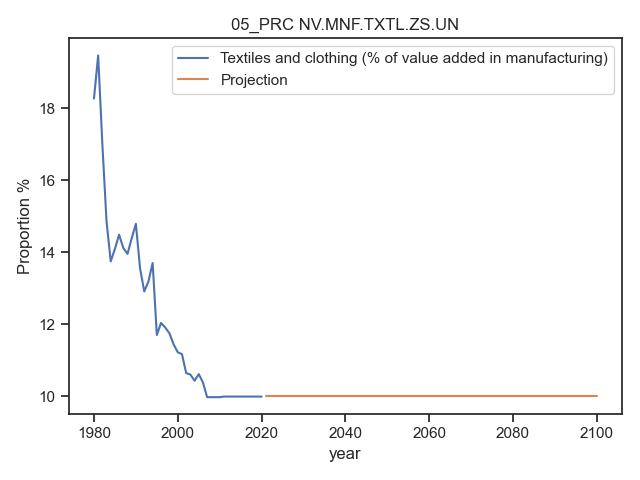 05_PRC NV.MNF.TXTL.ZS.UN
Textiles and clothing (% of value added in manufacturing)
Projection
Proportion %
18
16
14
12
10
1980
2000
2020
2040
2060
2080
2100
year